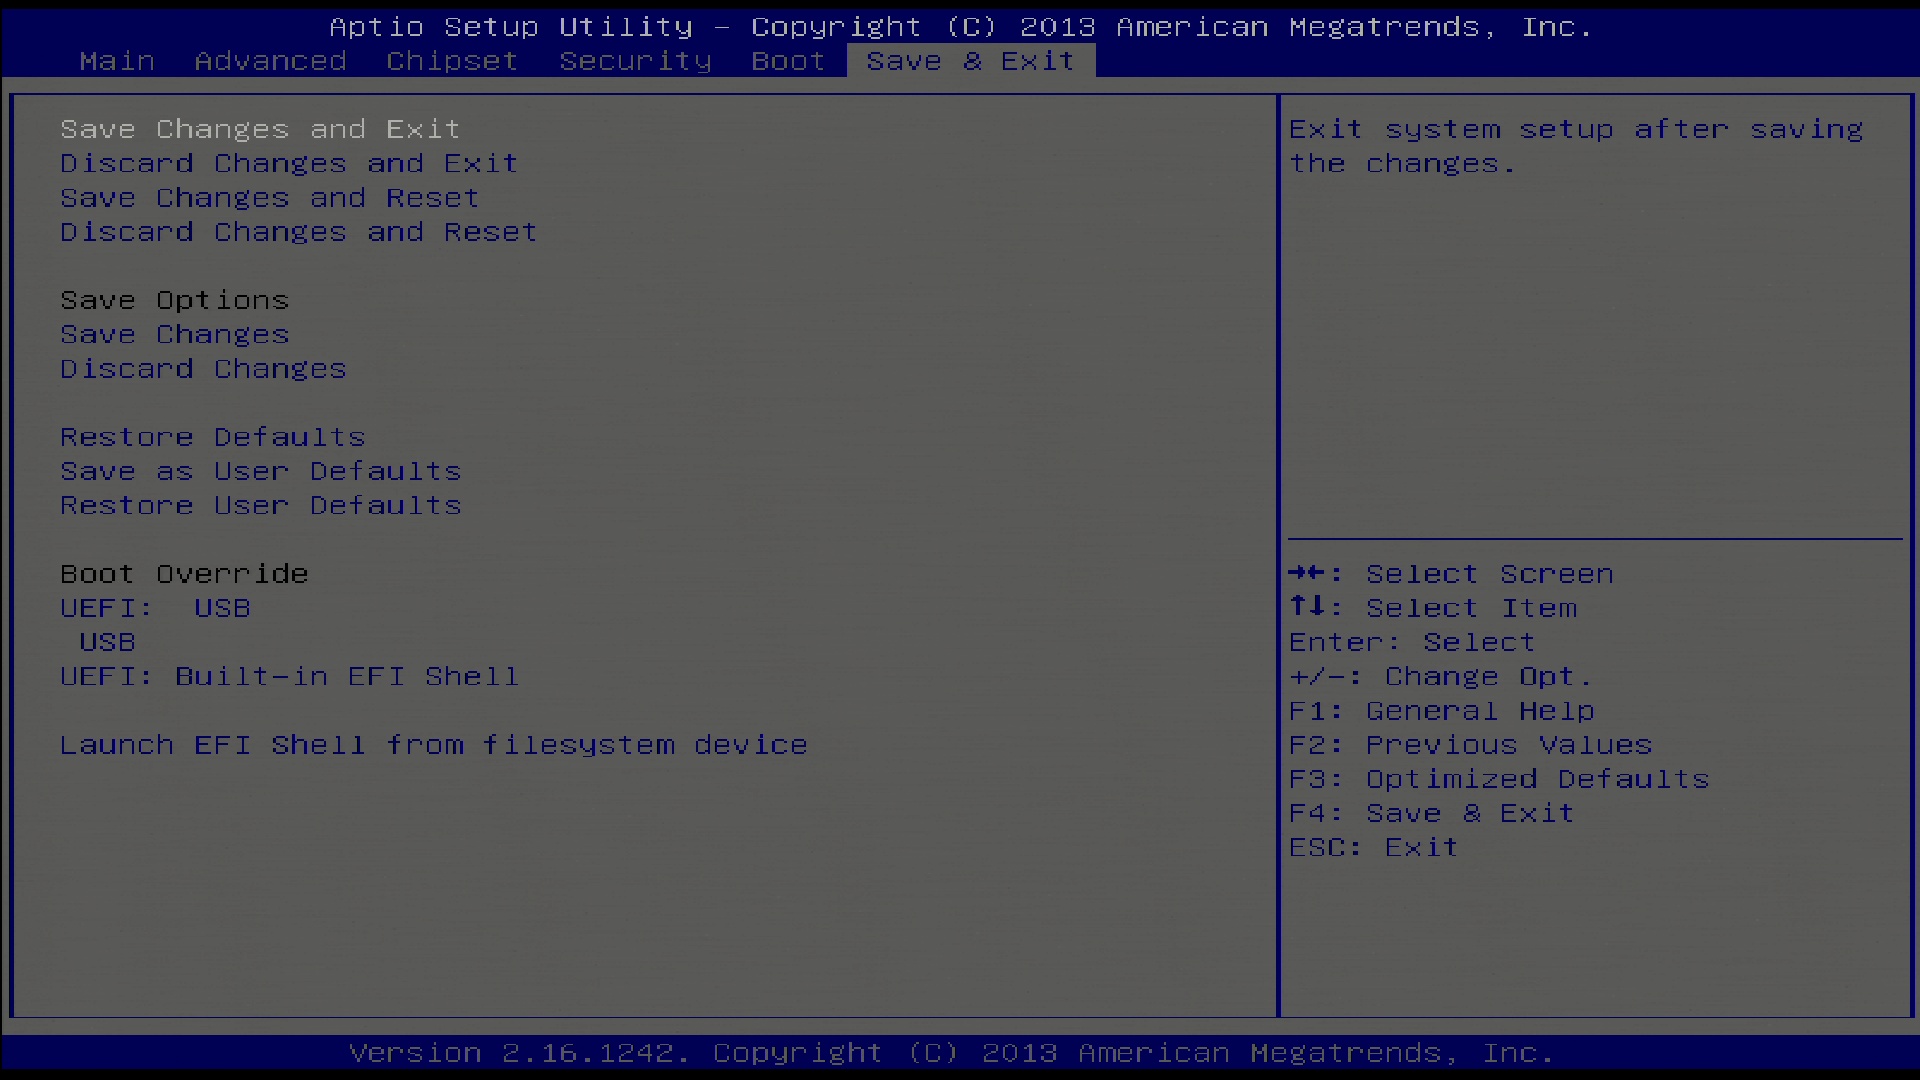 Aptio Setup Utility – Copyright (C) 2013 American Megatrends, Inc.
Main Advanced Chipset Security Boot Save & Exit
Save Changes and Exit
Discard Changes and Exit
Save Changes and Reset
Discard Changes and Reset
Save Options
Save Changes
Discard Changes
Restore Defaults
Save as User Defaults
Restore User Defaults
Boot Override
UEFI:  USB
USB
UEFI: Built-in EFI Shell
Launch EFI Shell from filesystem device
Exit system setup after saving
the changes.
→←: Select Screen
↑↓: Select Item
Enter: Select
+/-: Change Opt.
F1: General Help
F2: Previous Values
F3: Optimized Defaults
F4: Save & Exit
ESC: Exit
Version 2.16.1242. Copyright (C) 2013 American Megatrends, Inc.